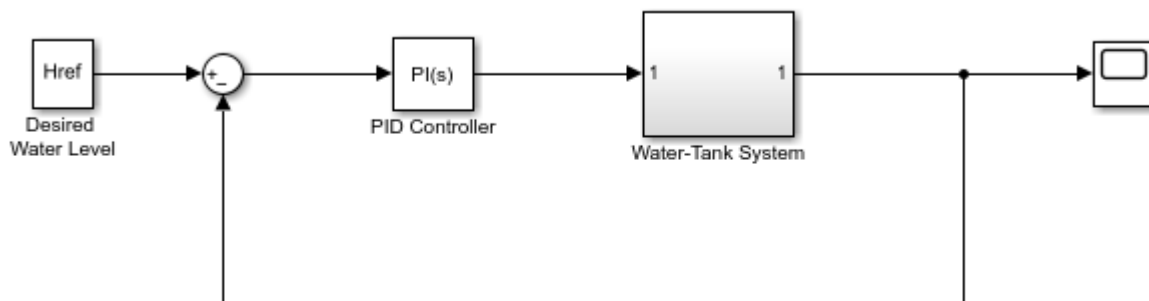 Href
+
−
PI(s)
1
1
Desired
Water Level
PID Controller
Water-Tank System